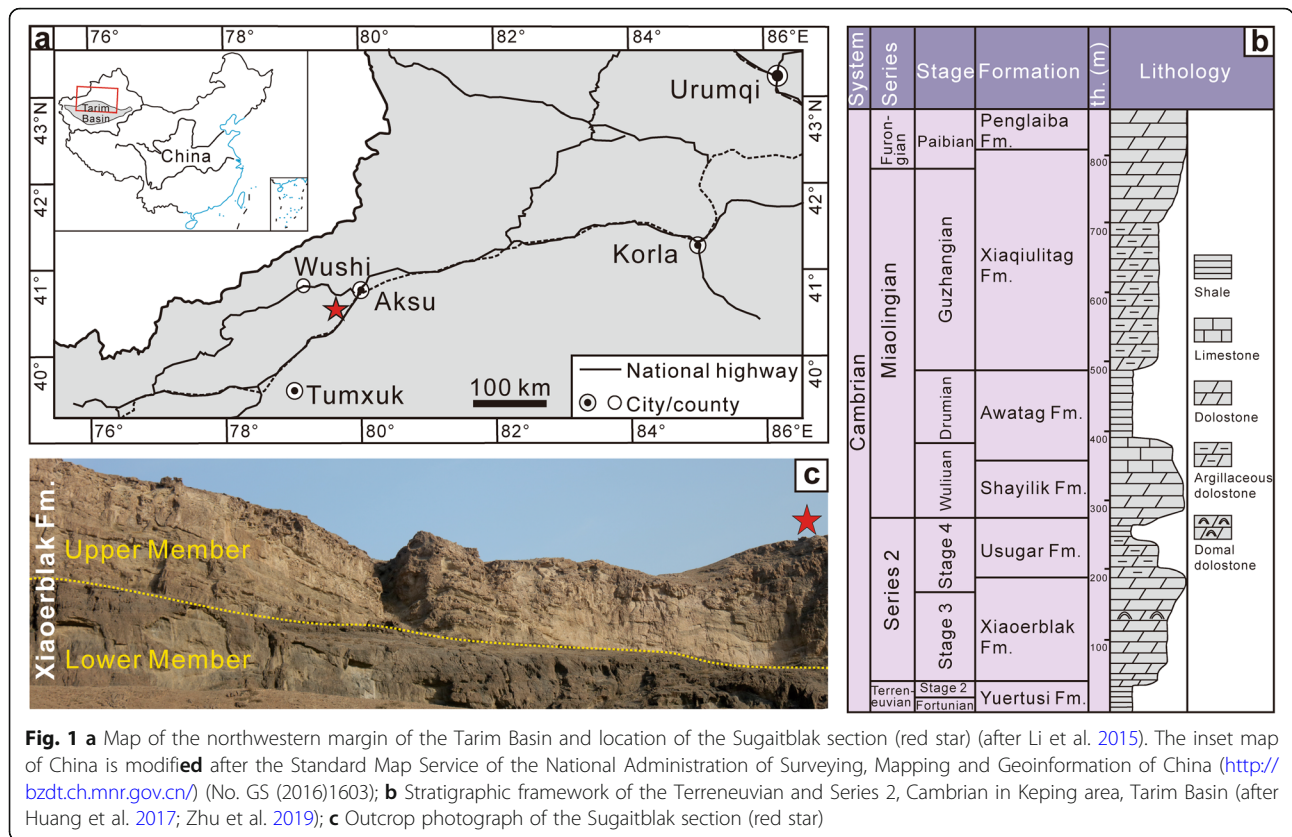 a
76°
78°
80°
82°
84°
86°E
43°N
42°
41°
40°
Tarim
Basin
China
Urumqi
Korla
Wushi
Aksu
Tumxuk
100 km
National highway
City/county
43°N
42°
41°
40°
76°
78°
80°
82°
84°
86°E
c
Xiaoerblak Fm.
Upper Member
Lower Member
b
System
Series
Stage
Formation
th. (m)
Lithology
Cambrian
Furon-
gian
Miaolingian
Series 2
Terren-
euvian
Paibian
Guzhangian
Drumian
Wuliuan
Stage 4
Stage 3
Stage 2
Fortunian
Penglaiba
Fm.
Xiaqiulitag
Fm.
Awatag Fm.
Shayilik Fm.
Usugar Fm.
Xiaoerblak
Fm.
Yuertusi Fm.
800
700
600
500
400
300
200
100
Shale
Limestone
Dolostone
Argillaceous
dolostone
Domal
dolostone
Fig. 1 a Map of the northwestern margin of the Tarim Basin and location of the Sugaitblak section (red star) (after Li et al. 2015). The inset map
of China is modified after the Standard Map Service of the National Administration of Surveying, Mapping and Geoinformation of China (http://
bzdt.ch.mnr.gov.cn/) (No. GS (2016)1603); b Stratigraphic framework of the Terreneuvian and Series 2, Cambrian in Keping area, Tarim Basin (after
Huang et al. 2017; Zhu et al. 2019); c Outcrop photograph of the Sugaitblak section (red star)